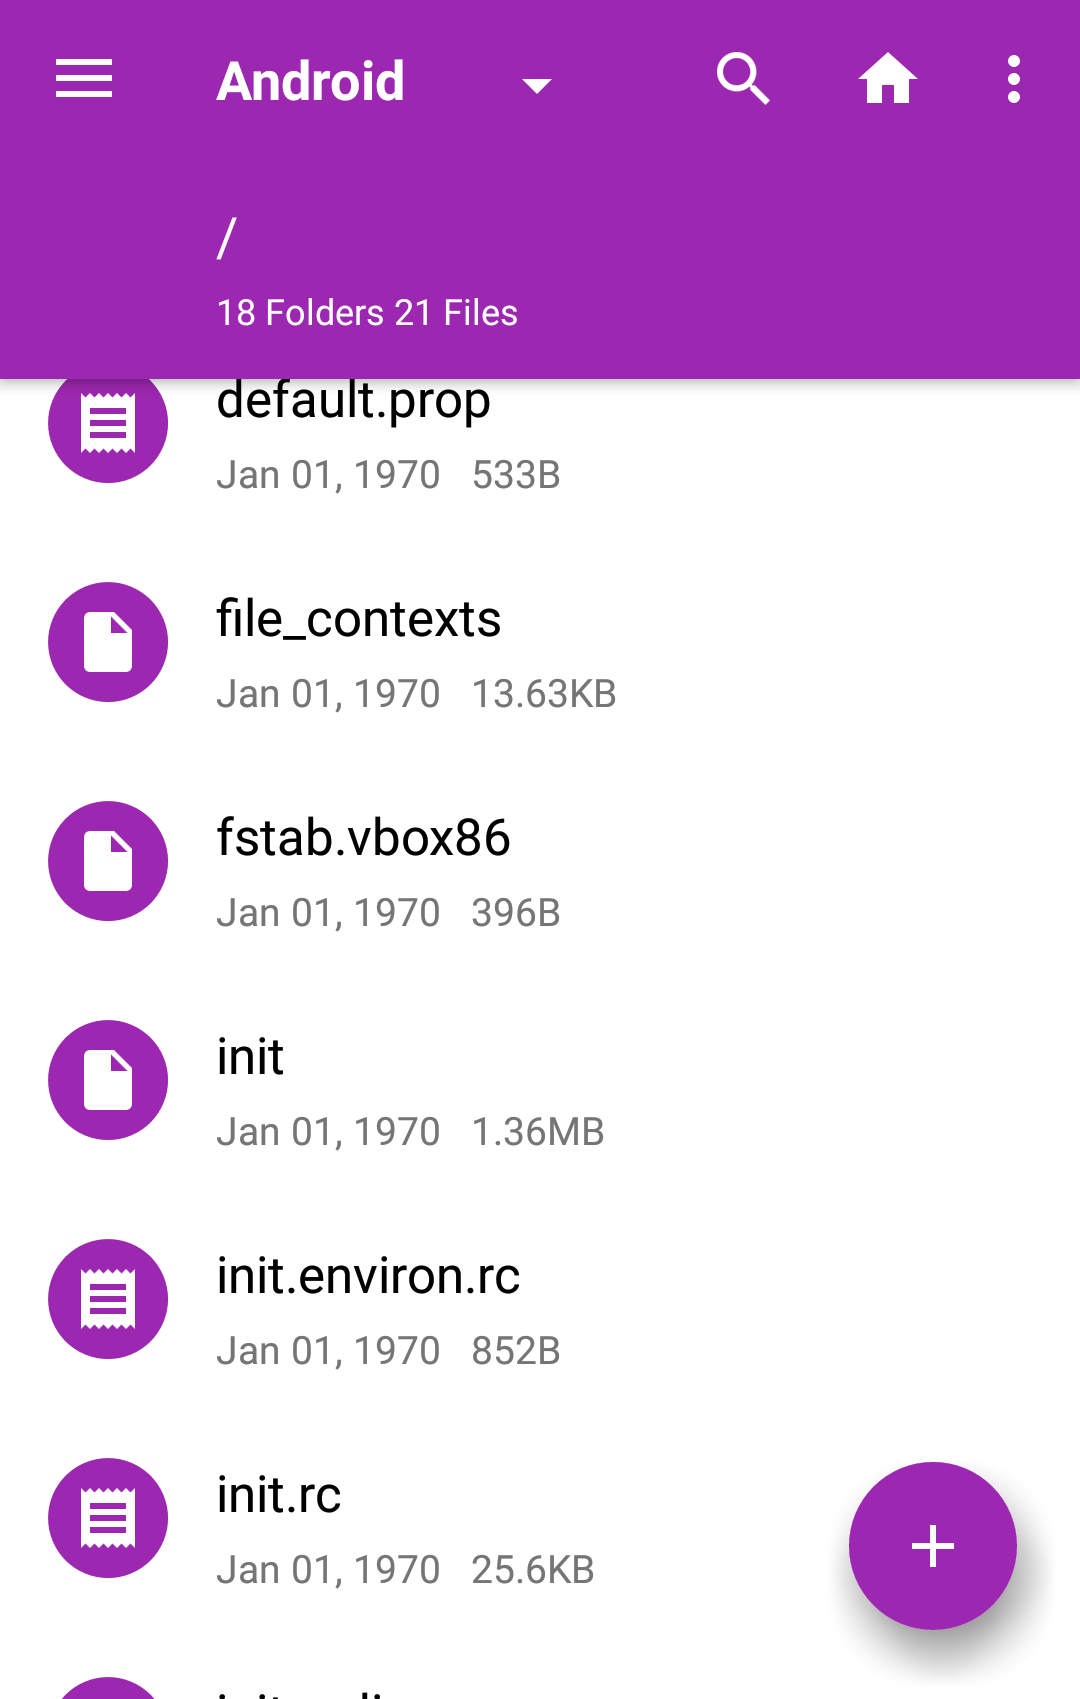 Android
/
18 Folders 21 Files
default.prop
Jan 01, 1970 533B
file_contexts
Jan 01, 1970 13.63KB
fstab.vbox86
Jan 01, 1970 396B
init
Jan 01, 1970 1.36MB
init.environ.rc
Jan 01, 1970 852B
init.rc
Jan 01, 1970 25.6KB